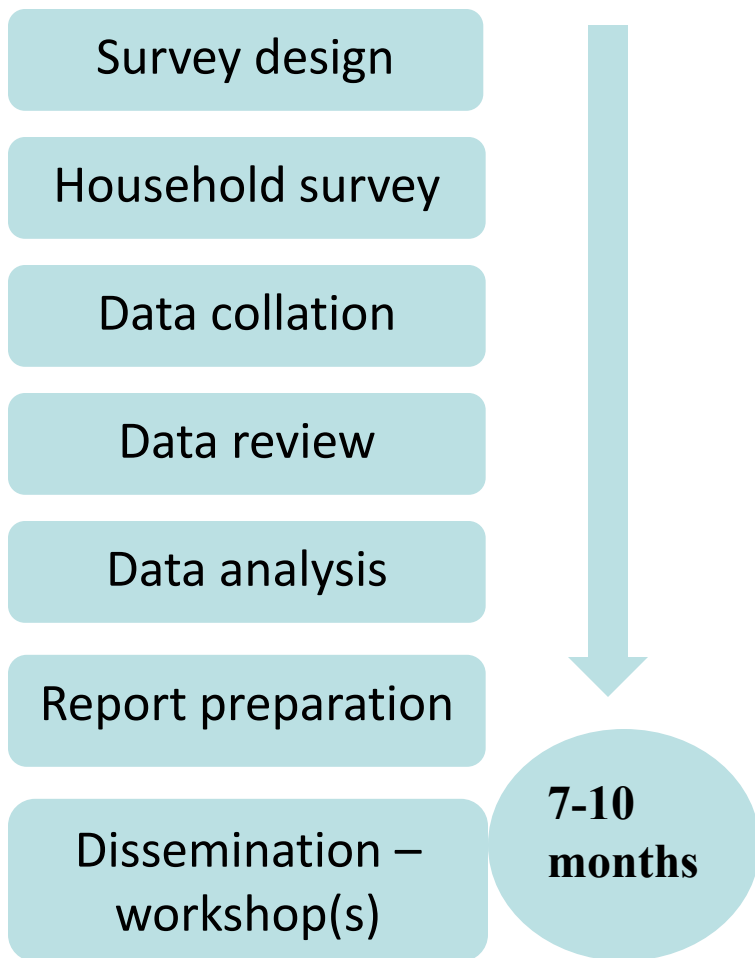 Survey design
Household survey
Data collation
Data review
Data analysis
Report preparation
Dissemination –
workshop(s)
7-10
months